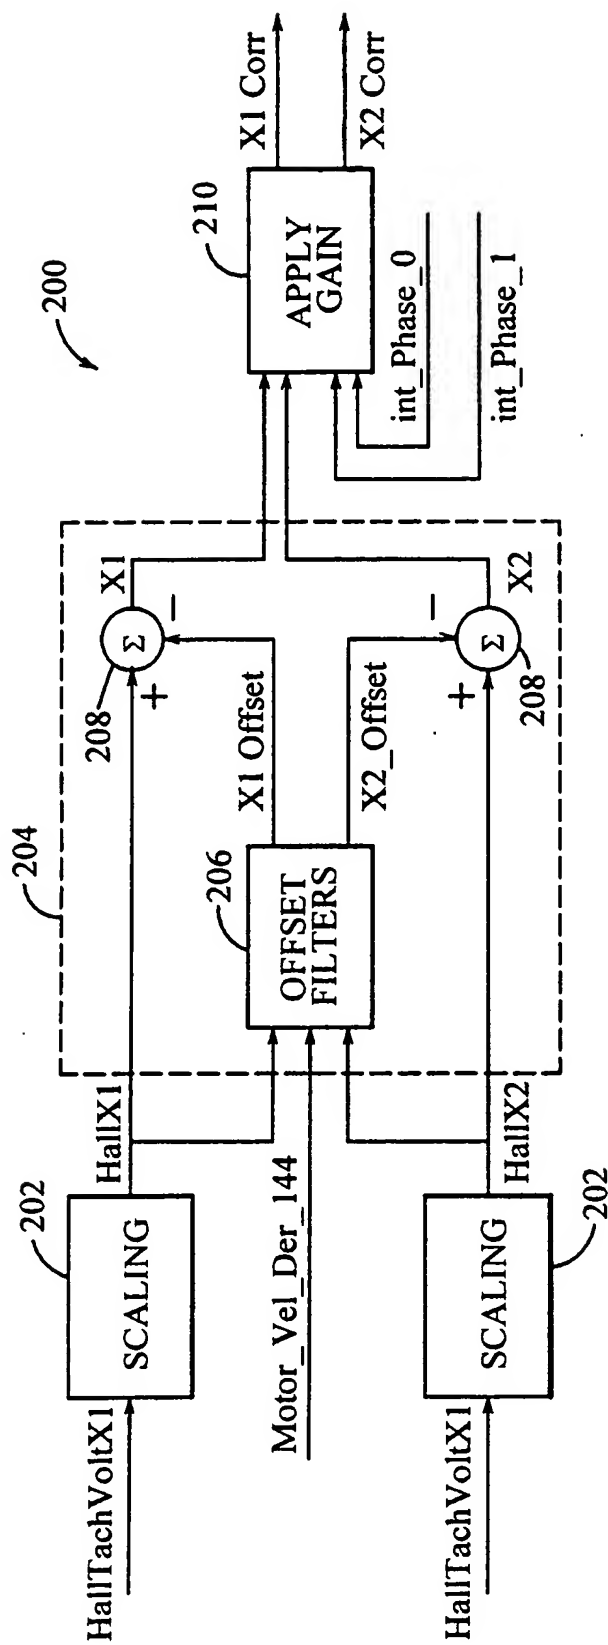 200
204
208
X1
X1 Corr
HallTachVoltX1
202
SCALING
HallX1
+
Σ
−
210
APPLY
GAIN
Motor_Vel_Der_144
206
OFFSET
FILTERS
X1 Offset
X2_Offset
X2 Corr
int_Phase_0
int_Phase_1
HallTachVoltX1
SCALING
202
HallX2
+
Σ
−
208
X2